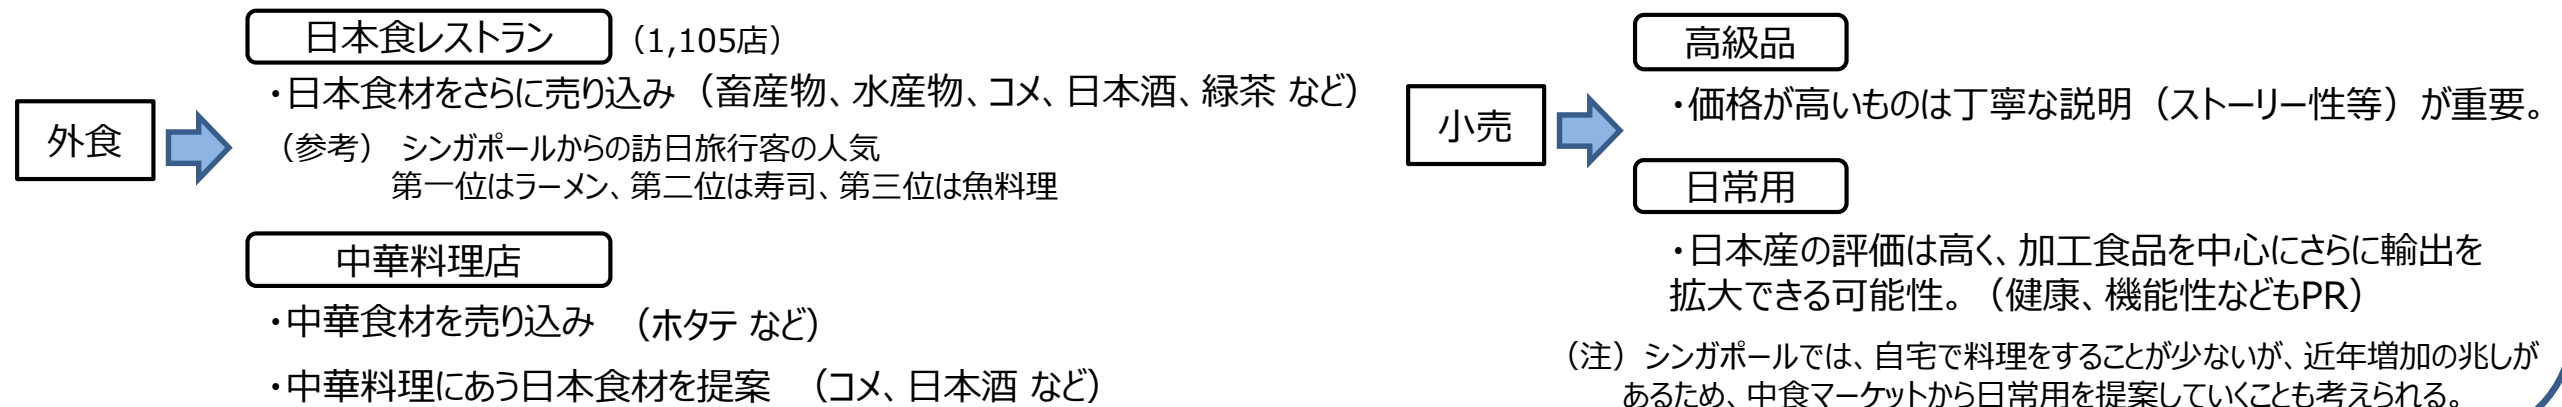 外食
日本食レストラン （1,105店）
・日本食材をさらに売り込み （畜産物、水産物、コメ、日本酒、緑茶 など）
（参考） シンガポールからの訪日旅行客の人気
第一位はラーメン、第二位は寿司、第三位は魚料理
中華料理店
・中華食材を売り込み （ホタテ など）
・中華料理にあう日本食材を提案 （コメ、日本酒 など）
小売
高級品
・価格が高いものは丁寧な説明（ストーリー性等）が重要。
日常用
・日本産の評価は高く、加工食品を中心にさらに輸出を
拡大できる可能性。（健康、機能性などもPR）
（注）シンガポールでは、自宅で料理をすることが少ないが、近年増加の兆しが
あるため、中食マーケットから日常用を提案していくことも考えられる。